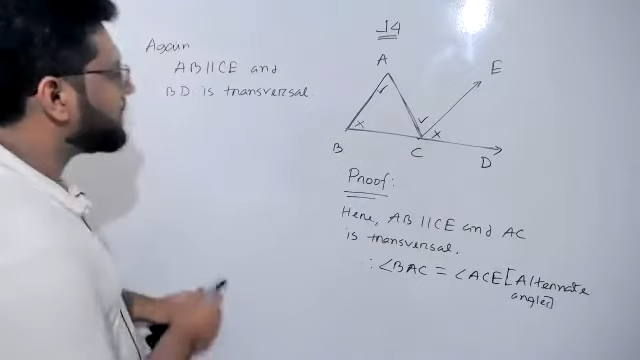 14
Again
AB||CE and
BD is transversal.
A
E
B
C
D
Proof:
Here, AB||CE and AC
is transversal.
∴ ∠BAC = ∠ACE [Alternate
angles]